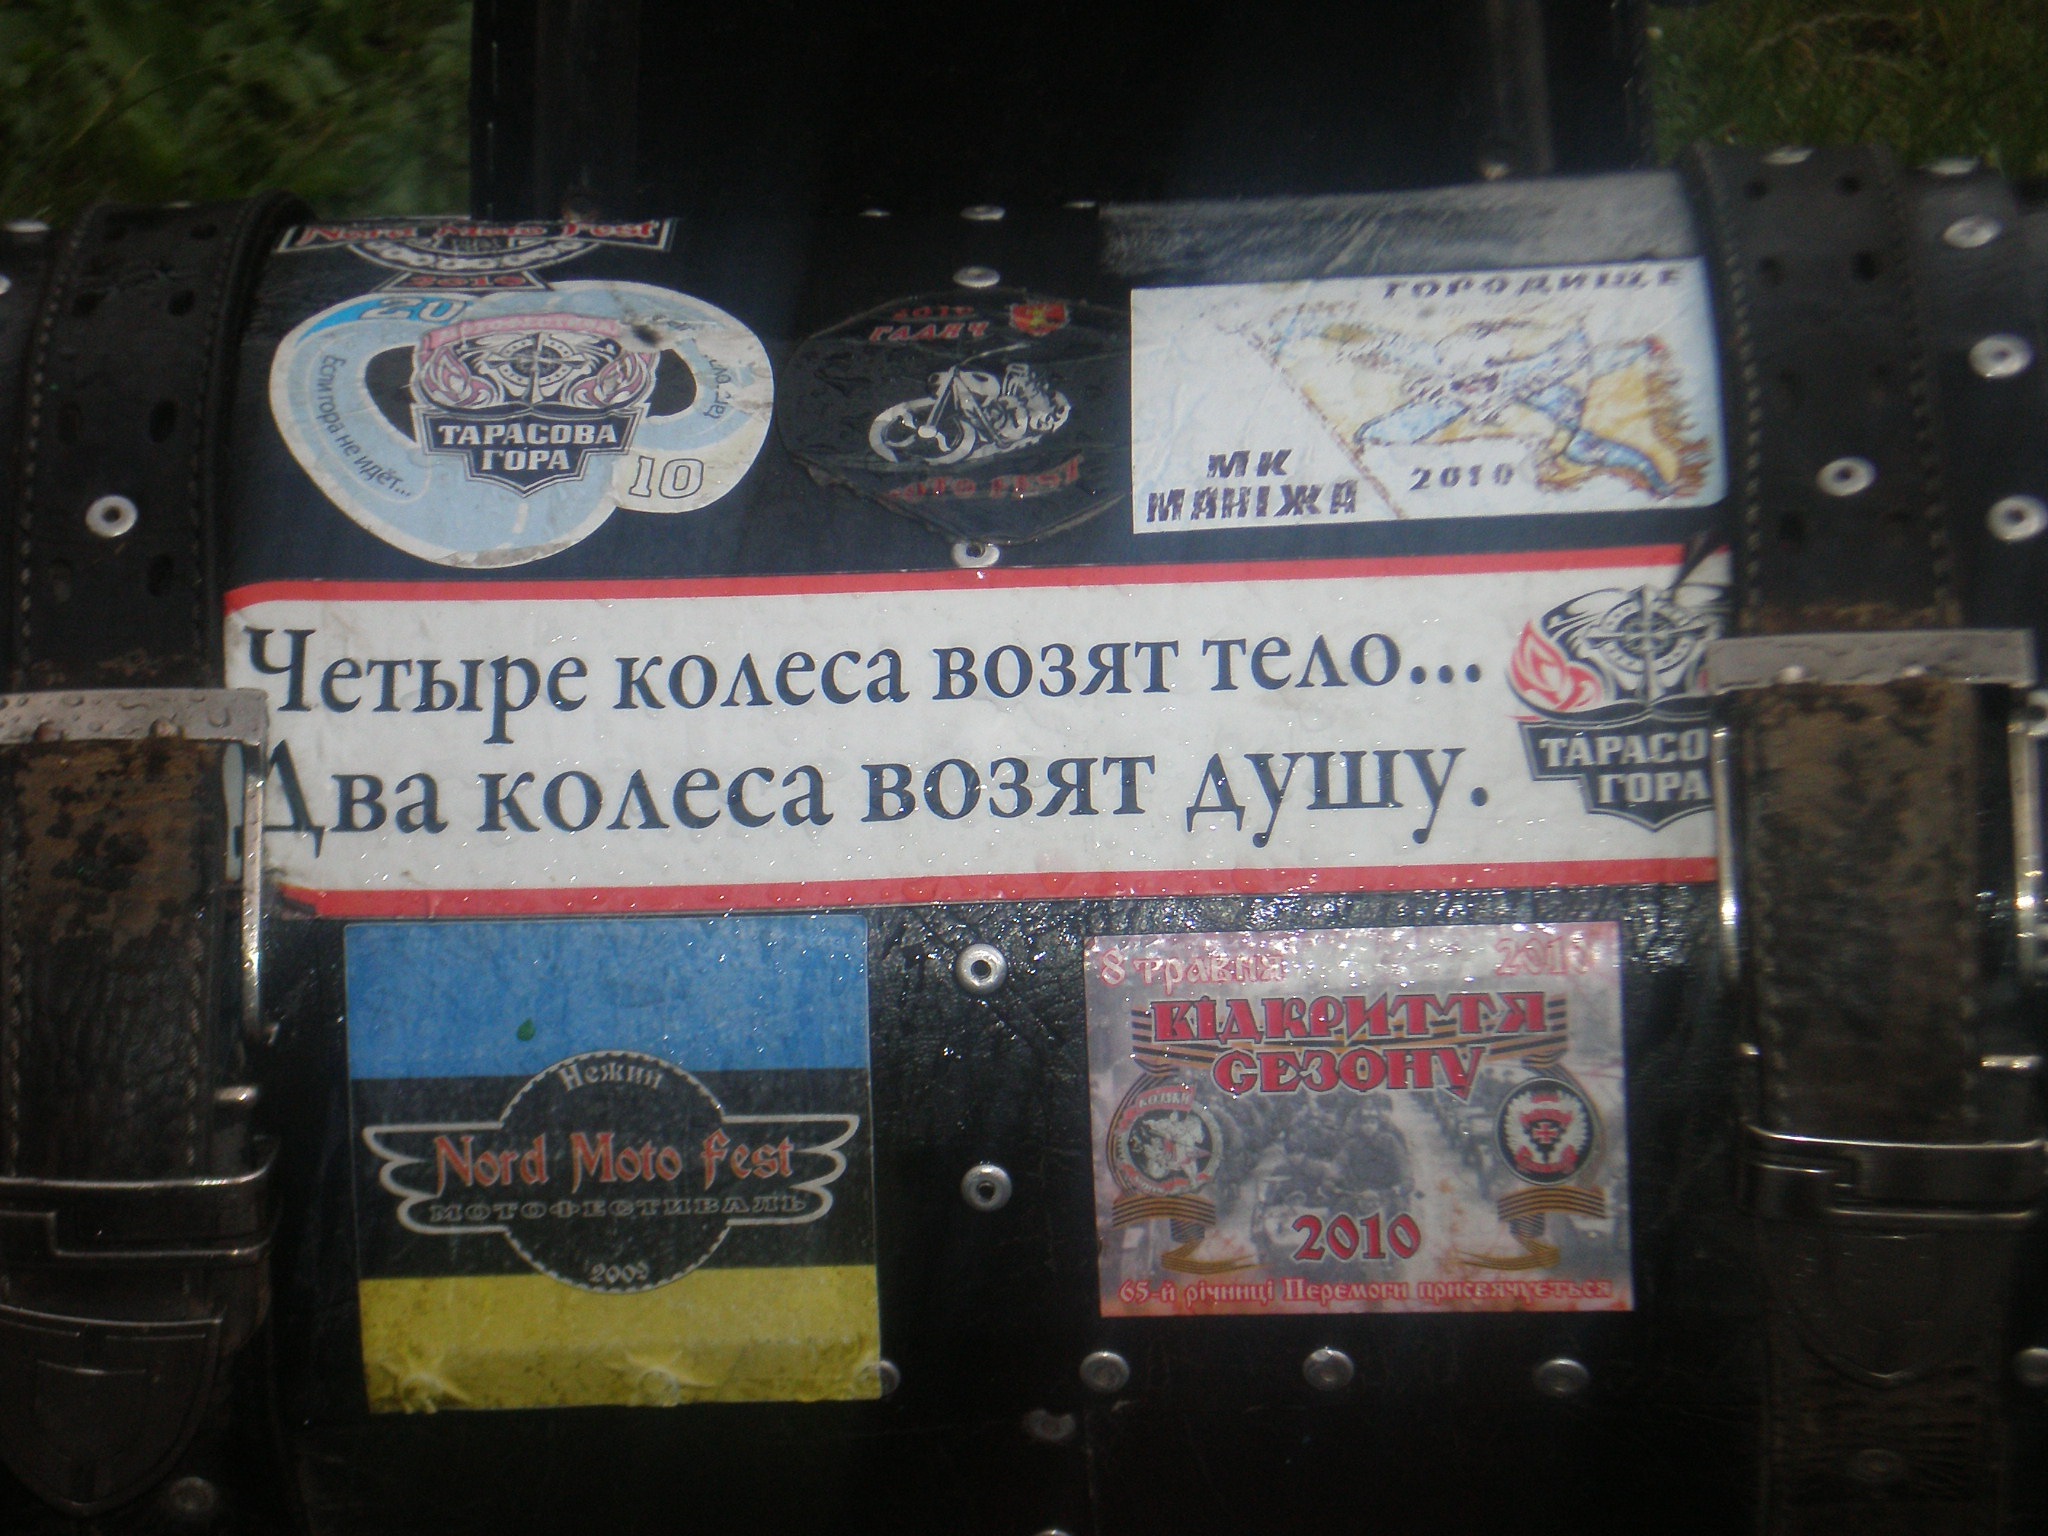 Nord Moto Fest
2010
20
ТАРАСОВА
ГОРА
10
Если гора не идёт...
2010
ГАДЯЧ
MOTO FEST
ГОРОДИЩЕ
МК
МАНІЖА
2010
Четыре колеса возят тело...
Два колеса возят душу.
ТАРАСО
ГОРА
Нежин
Nord Moto Fest
МОТОФЕСТИВАЛЬ
2009
8 травня 2010
ВІДКРИТТЯ
СЕЗОНУ
2010
65-й річниці Перемоги присвячується